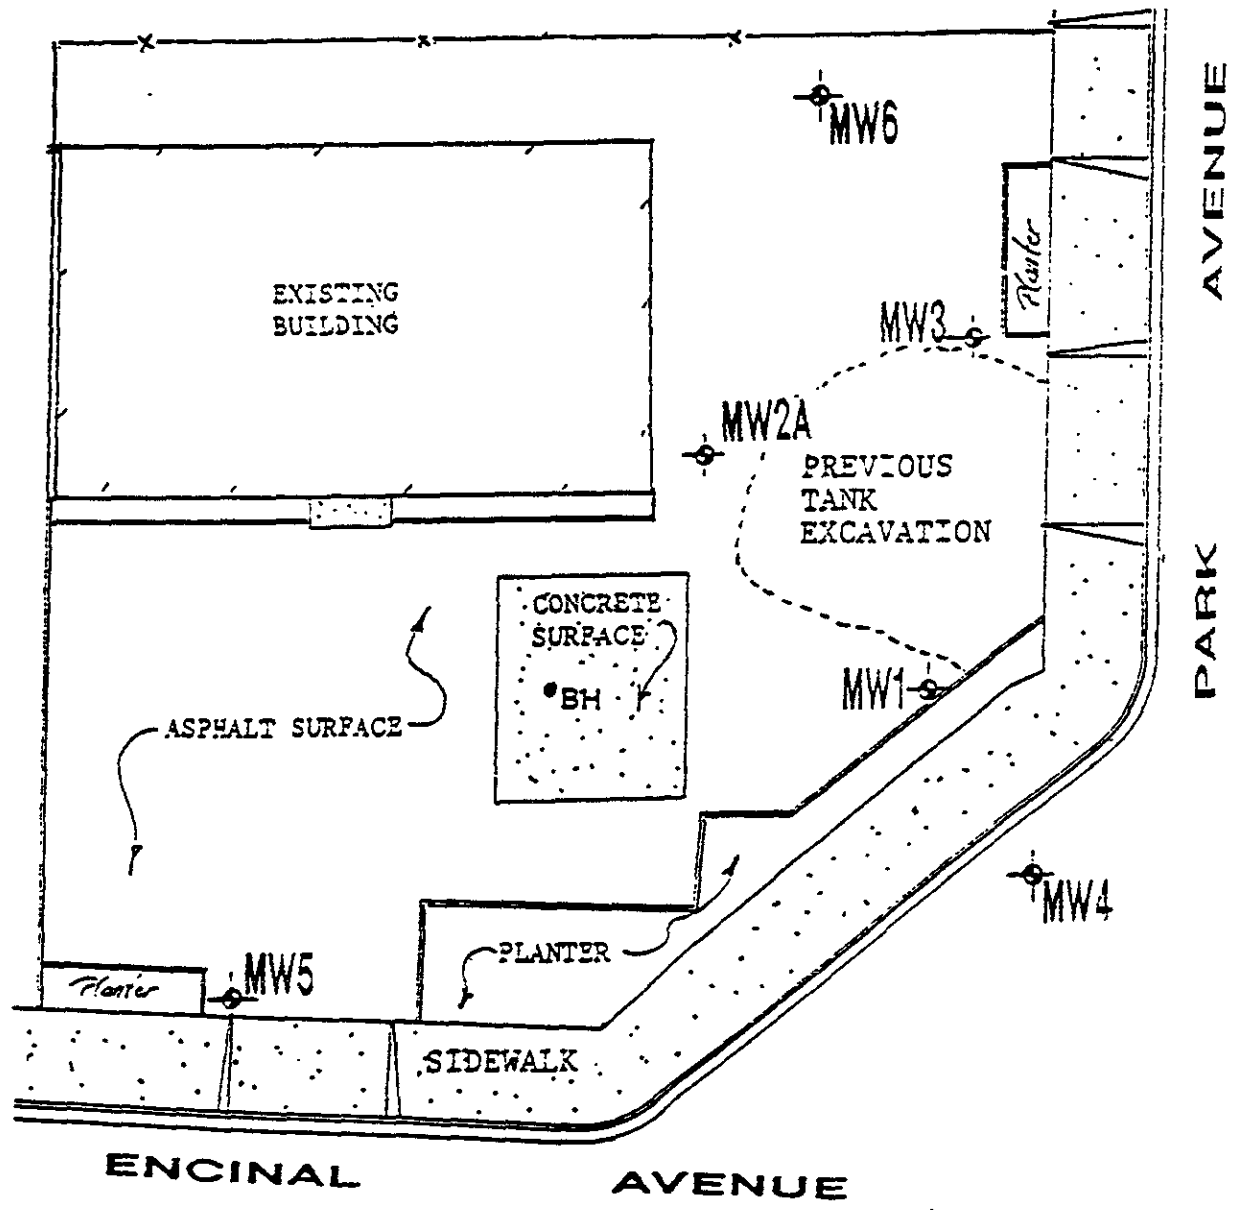 MW6
AVENUE
Planter
EXISTING
BUILDING
MW3
MW2A
PREVIOUS
TANK
EXCAVATION
CONCRETE
SURFACE
BH
PARK
MW1
ASPHALT SURFACE
MW4
PLANTER
MW5
Planter
SIDEWALK
ENCINAL AVENUE